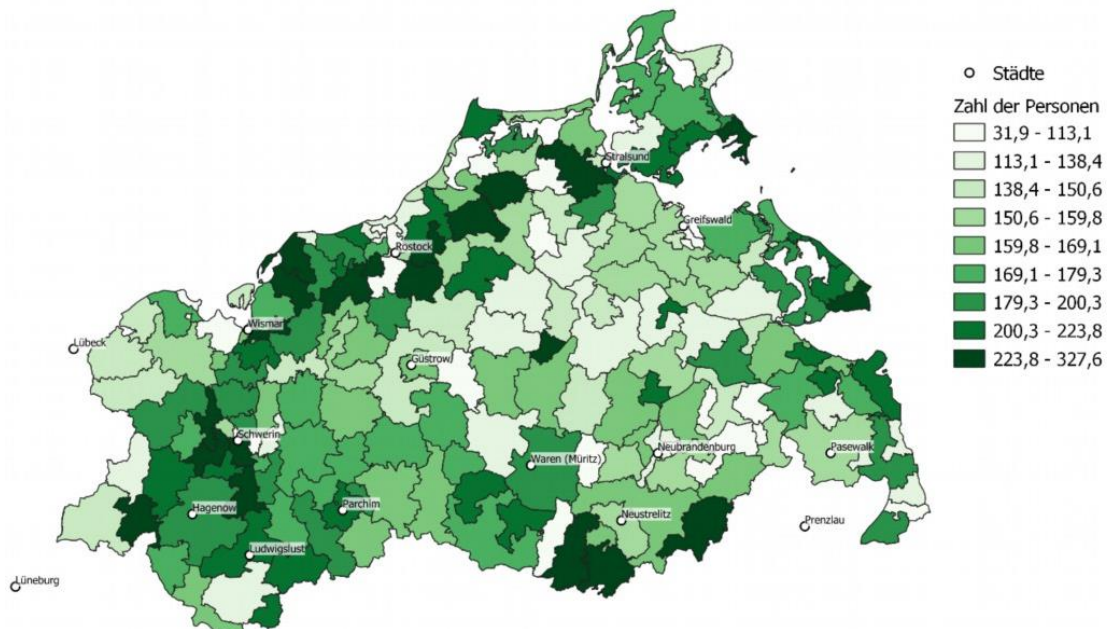 Städte
Zahl der Personen
31,9 - 113,1
113,1 - 138,4
138,4 - 150,6
150,6 - 159,8
159,8 - 169,1
169,1 - 179,3
179,3 - 200,3
200,3 - 223,8
223,8 - 327,6
Stralsund
Greifswald
Rostock
Wismar
Lübeck
Güstrow
Schwerin
Neubrandenburg
Pasewalk
Waren (Müritz)
Hagenow
Parchim
Neustrelitz
Prenzlau
Ludwigslust
Lüneburg